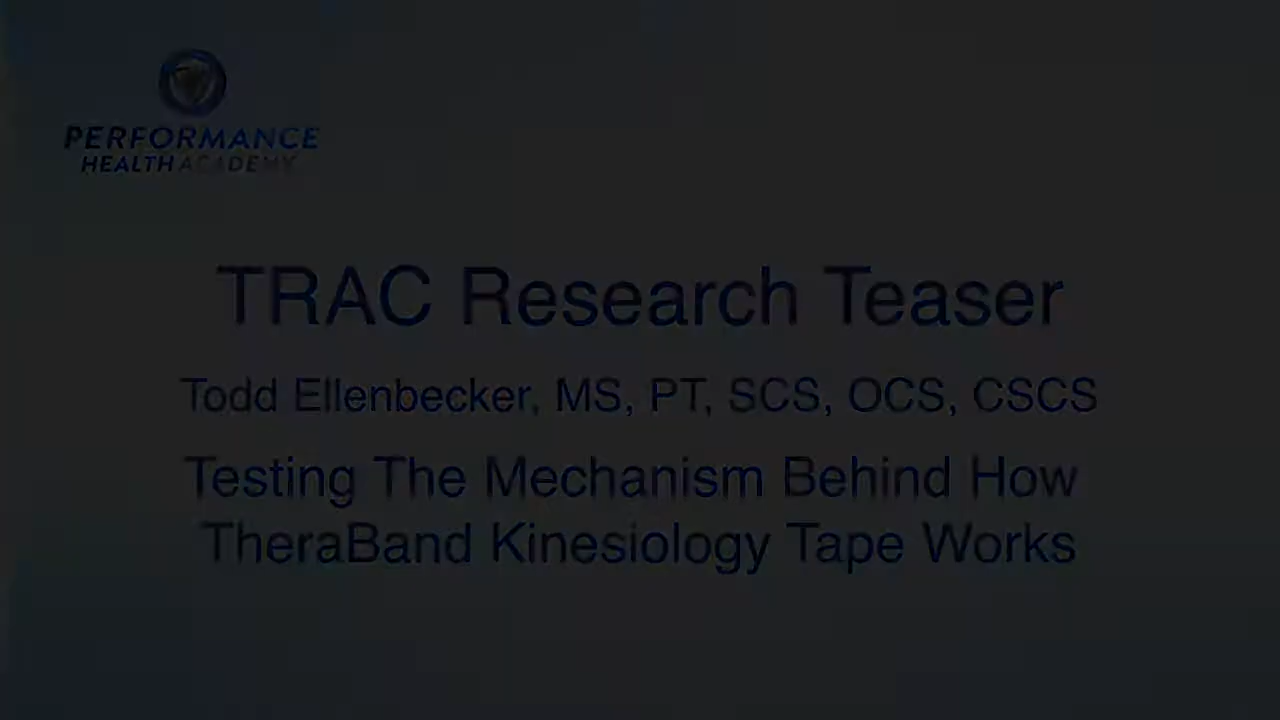 PERFORMANCE
HEALTH ACADEMY
TRAC Research Teaser
Todd Ellenbecker, MS, PT, SCS, OCS, CSCS
Testing The Mechanism Behind How
TheraBand Kinesiology Tape Works